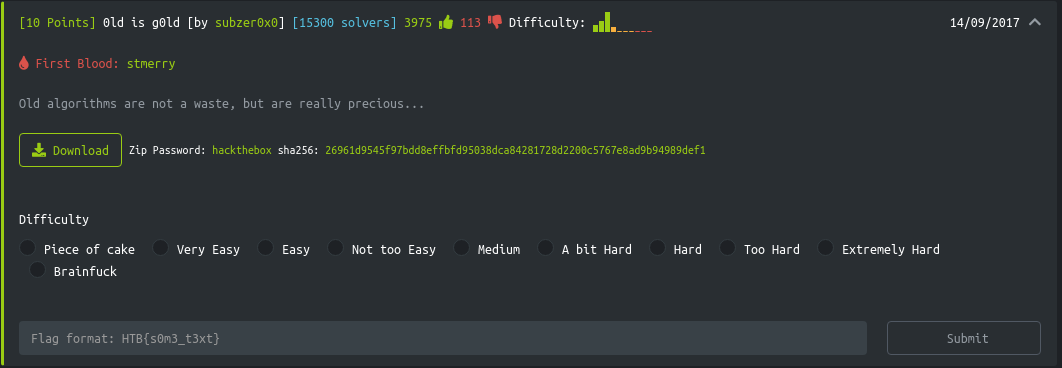 [10 Points] 0ld is g0ld [by subzer0x0] [15300 solvers] 3975 113 Difficulty: 14/09/2017
First Blood: stmerry
Old algorithms are not a waste, but are really precious...
Download Zip Password: hackthebox sha256: 26961d9545f97bdd8effbfd95038dca84281728d2200c5767e8ad9b94989def1
Difficulty
Piece of cake Very Easy Easy Not too Easy Medium A bit Hard Hard Too Hard Extremely Hard
Brainfuck
Flag format: HTB{s0m3_t3xt} Submit